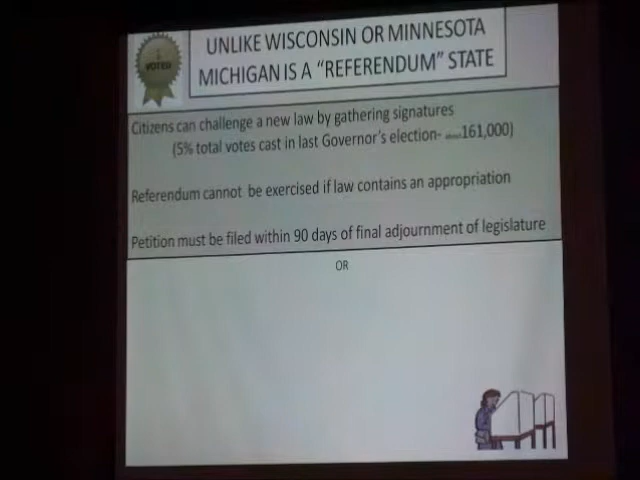 VOTED
UNLIKE WISCONSIN OR MINNESOTA
MICHIGAN IS A “REFERENDUM” STATE
Citizens can challenge a new law by gathering signatures
(5% total votes cast in last Governor’s election- 161,000)
Referendum cannot be exercised if law contains an appropriation
Petition must be filed within 90 days of final adjournment of legislature
OR